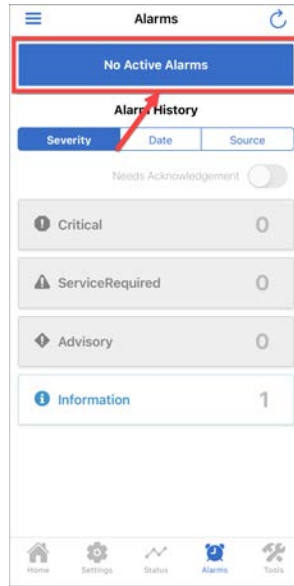 Alarms
No Active Alarms
Alarm History
Severity Date Source
Needs Acknowledgement
Critical 0
ServiceRequired 0
Advisory 0
Information 1
Home Settings Status Alarms Tools